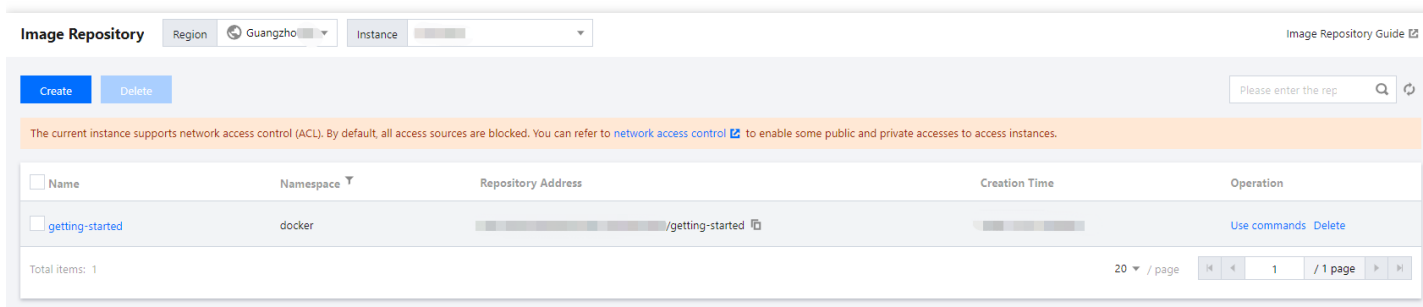 Image Repository Region Guangzho Instance Image Repository Guide
Create Delete Please enter the rep
The current instance supports network access control (ACL). By default, all access sources are blocked. You can refer to network access control to enable some public and private accesses to access instances.
Name Namespace Repository Address Creation Time Operation
getting-started docker /getting-started Use commands Delete
Total items: 1 20 / page 1 / 1 page